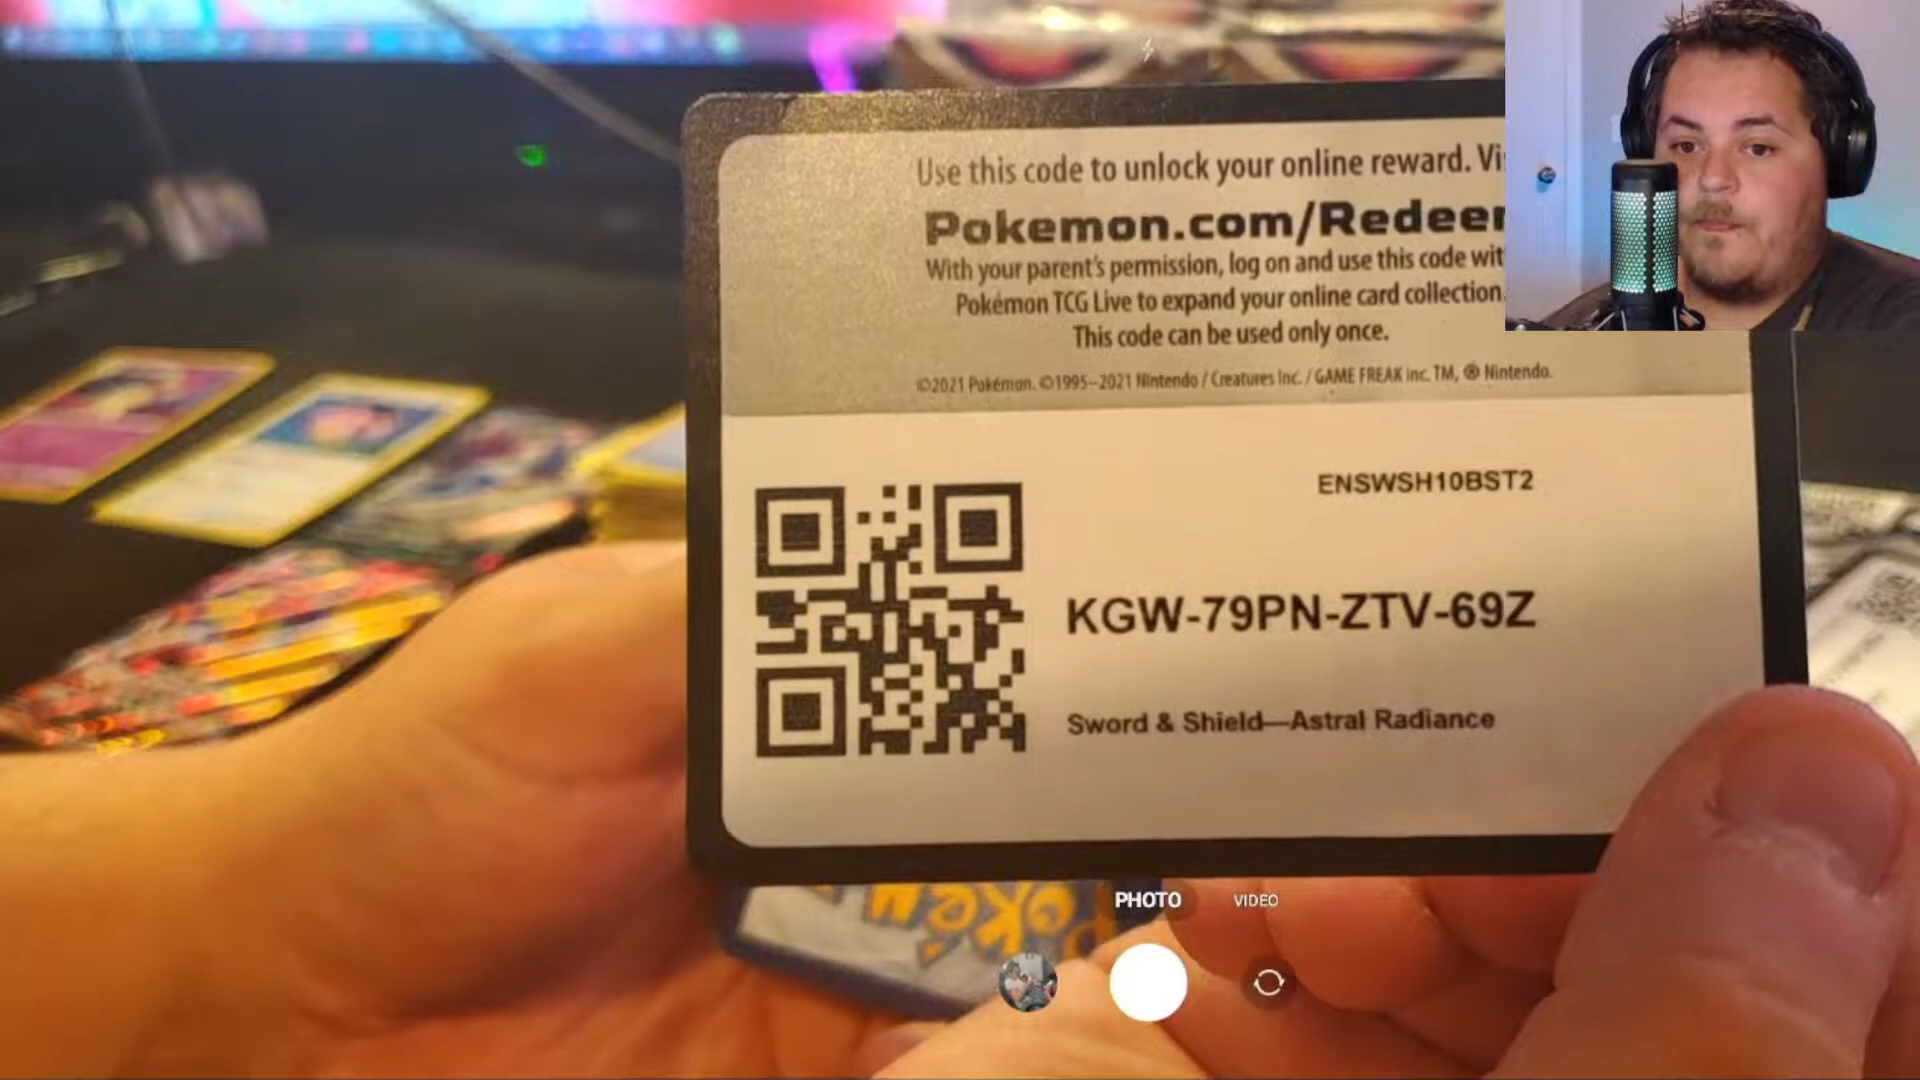 Use this code to unlock your online reward.
Pokemon.com/Redeem
With your parent's permission, log on and use this code
Pokémon TCG Live to expand your online card collection.
This code can be used only once.
©2021 Pokémon. ©1995–2021 Nintendo / Creatures Inc. / GAME FREAK inc. TM, ® Nintendo.
ENSWSH10BST2
KGW-79PN-ZTV-69Z
Sword & Shield—Astral Radiance
PHOTO VIDEO